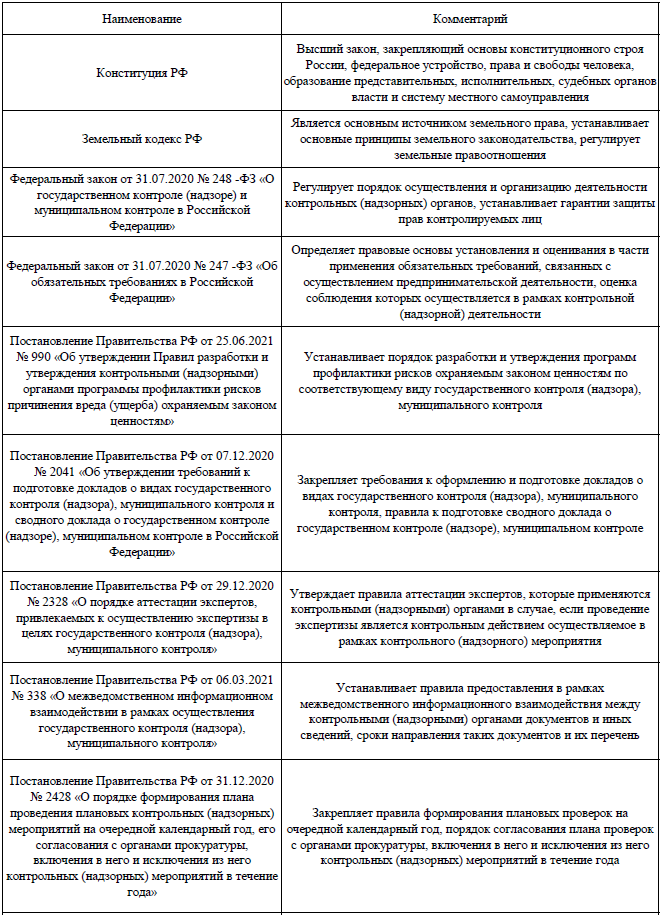 Наименование
Комментарий
Конституция РФ
Высший закон, закрепляющий основы конституционного строя
России, федеральное устройство, права и свободы человека,
образование представительных, исполнительных, судебных органов
власти и систему местного самоуправления
Земельный кодекс РФ
Является основным источником земельного права, устанавливает
основные принципы земельного законодательства, регулирует
земельные правоотношения
Федеральный закон от 31.07.2020 № 248 -ФЗ «О
государственном контроле (надзоре) и
муниципальном контроле в Российской
Федерации»
Регулирует порядок осуществления и организацию деятельности
контрольных (надзорных) органов, устанавливает гарантии защиты
прав контролируемых лиц
Федеральный закон от 31.07.2020 № 247 -ФЗ «Об
обязательных требованиях в Российской
Федерации»
Определяет правовые основы установления и оценивания в части
применения обязательных требований, связанных с
осуществлением предпринимательской деятельности, оценка
соблюдения которых осуществляется в рамках контрольной
(надзорной) деятельности
Постановление Правительства РФ от 25.06.2021
№ 990 «Об утверждении Правил разработки и
утверждения контрольными (надзорными)
органами программы профилактики рисков
причинения вреда (ущерба) охраняемым законом
ценностям»
Устанавливает порядок разработки и утверждения программ
профилактики рисков охраняемым законом ценностям по
соответствующему виду государственного контроля (надзора),
муниципального контроля
Постановление Правительства РФ от 07.12.2020
№ 2041 «Об утверждении требований к
подготовке докладов о видах государственного
контроля (надзора), муниципального контроля и
сводного доклада о государственном контроле
(надзоре), муниципальном контроле в Российской
Федерации»
Закрепляет требования к оформлению и подготовке докладов о
видах государственного контроля (надзора), муниципального
контроля, правила к подготовке сводного доклада о
государственном контроле (надзоре), муниципальном контроле
Постановление Правительства РФ от 29.12.2020
№ 2328 «О порядке аттестации экспертов,
привлекаемых к осуществлению экспертизы в
целях государственного контроля (надзора),
муниципального контроля»
Утверждает правила аттестации экспертов, которые применяются
контрольными (надзорными) органами в случае, если проведение
экспертизы является контрольным действием осуществляемое в
рамках контрольного (надзорного) мероприятия
Постановление Правительства РФ от 06.03.2021
№ 338 «О межведомственном информационном
взаимодействии в рамках осуществления
государственного контроля (надзора),
муниципального контроля»
Устанавливает правила предоставления в рамках
межведомственного информационного взаимодействия между
контрольными (надзорными) органами документов и иных
сведений, сроки направления таких документов и их перечень
Постановление Правительства РФ от 31.12.2020
№ 2428 «О порядке формирования плана
проведения плановых контрольных (надзорных)
мероприятий на очередной календарный год, его
согласования с органами прокуратуры,
включения в него и исключения из него
контрольных (надзорных) мероприятий в течение
года»
Закрепляет правила формирования плановых проверок на
очередной календарный год, порядок согласования плана проверок
с органами прокуратуры, включения в него и исключения из него
контрольных (надзорных) мероприятий в течение года